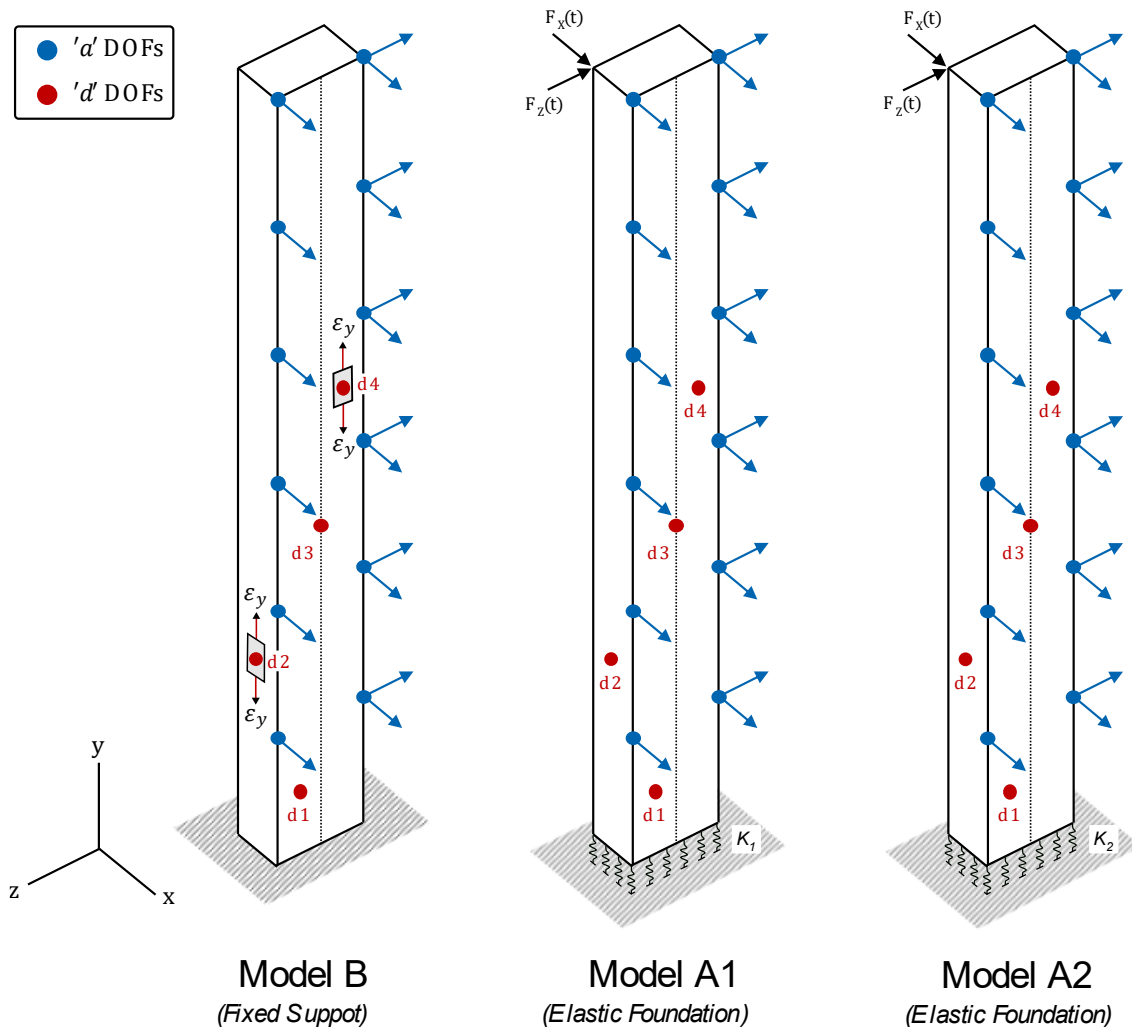 'a' DOFs
'd' DOFs
F_X(t)
F_Z(t)
F_X(t)
F_Z(t)
ε_y
d4
ε_y
d4
d4
d3
d3
d3
ε_y
d2
ε_y
d2
d2
d1
d1
d1
y
z
x
K_1
K_2
Model B
(Fixed Suppot)
Model A1
(Elastic Foundation)
Model A2
(Elastic Foundation)